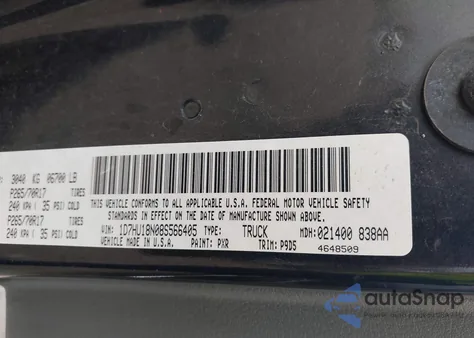 3040 KG 06700 LB
P265/70R17 TIRES
240 KPA( 35 PSI) COLD
P265/70R17 TIRES
240 KPA( 35 PSI) COLD
THIS VEHICLE CONFORMS TO ALL APPLICABLE U.S.A. FEDERAL MOTOR VEHICLE SAFETY
STANDARDS IN EFFECT ON THE DATE OF MANUFACTURE SHOWN ABOVE.
VIN: 1D7HU18N08S566405 TYPE: TRUCK MDH: 021400 838AA
VEHICLE MADE IN U.S.A. PAINT: PXR TRIM: P9D5 4648509
autoSnap